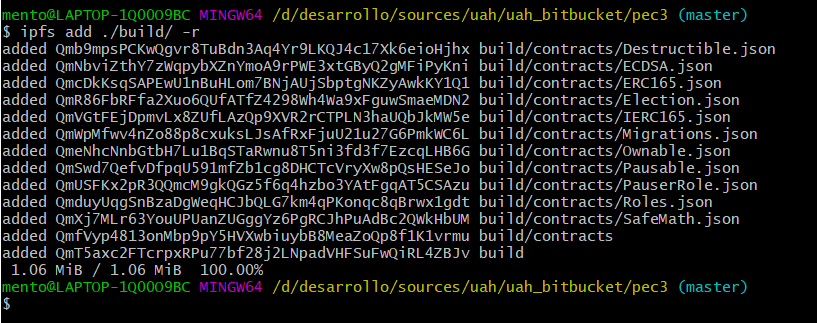 mento@LAPTOP-1Q0OO9BC MINGW64 /d/desarrollo/sources/uah/uah_bitbucket/pec3 (master)
$ ipfs add ./build/ -r
added Qmb9mpsPCKwQgvr8TuBdn3Aq4Yr9LKQJ4c17Xk6eioHjhx build/contracts/Destructible.json
added QmNbviZthY7zWqpybXZnYmoA9rPWE3xtGByQ2gMFiPyKni build/contracts/ECDSA.json
added QmcDkKsqSAPEwU1nBuHLom7BNjAUjSbptgNKZyAwkKY1Q1 build/contracts/ERC165.json
added QmR86FbRFfa2Xuo6QUfATfZ4298Wh4Wa9xFguwSmaeMDN2 build/contracts/Election.json
added QmVGtFEjDpmvLx8ZUfLAzQp9XVR2rCTPLN3haUQbJkMW5e build/contracts/IERC165.json
added QmWpMfwv4nZo88p8cxuksLJsAfRxFjuU21u27G6PmkWC6L build/contracts/Migrations.json
added QmeNhcNnbGtbH7Lu1BqSTaRwnu8T5ni3fd3f7EzcqLHB6G build/contracts/Ownable.json
added QmSwd7QefvDfpqU591mfZb1cg8DHCTcVryXw8pQsHESeJo build/contracts/Pausable.json
added QmUSFKx2pR3QQmcM9gkQGz5f6q4hzbo3YAtFgqAT5CSAzu build/contracts/PauserRole.json
added QmduyUqgSnBzaDgWeqHCJbQLG7km4qPKonqc8qBrwx1gdt build/contracts/Roles.json
added QmXj7MLr63YouUPUanZUGggYz6PgRCJhPuAdBc2QWkHbUM build/contracts/SafeMath.json
added QmfVyp4813onMbp9pY5HVXwbiuybB8MeaZoQp8f1K1vrmu build/contracts
added QmT5axc2FTcrpxRPu77bf28j2LNpadVHFSuFwQiRL4ZBJv build
1.06 MiB / 1.06 MiB 100.00%
mento@LAPTOP-1Q0OO9BC MINGW64 /d/desarrollo/sources/uah/uah_bitbucket/pec3 (master)
$